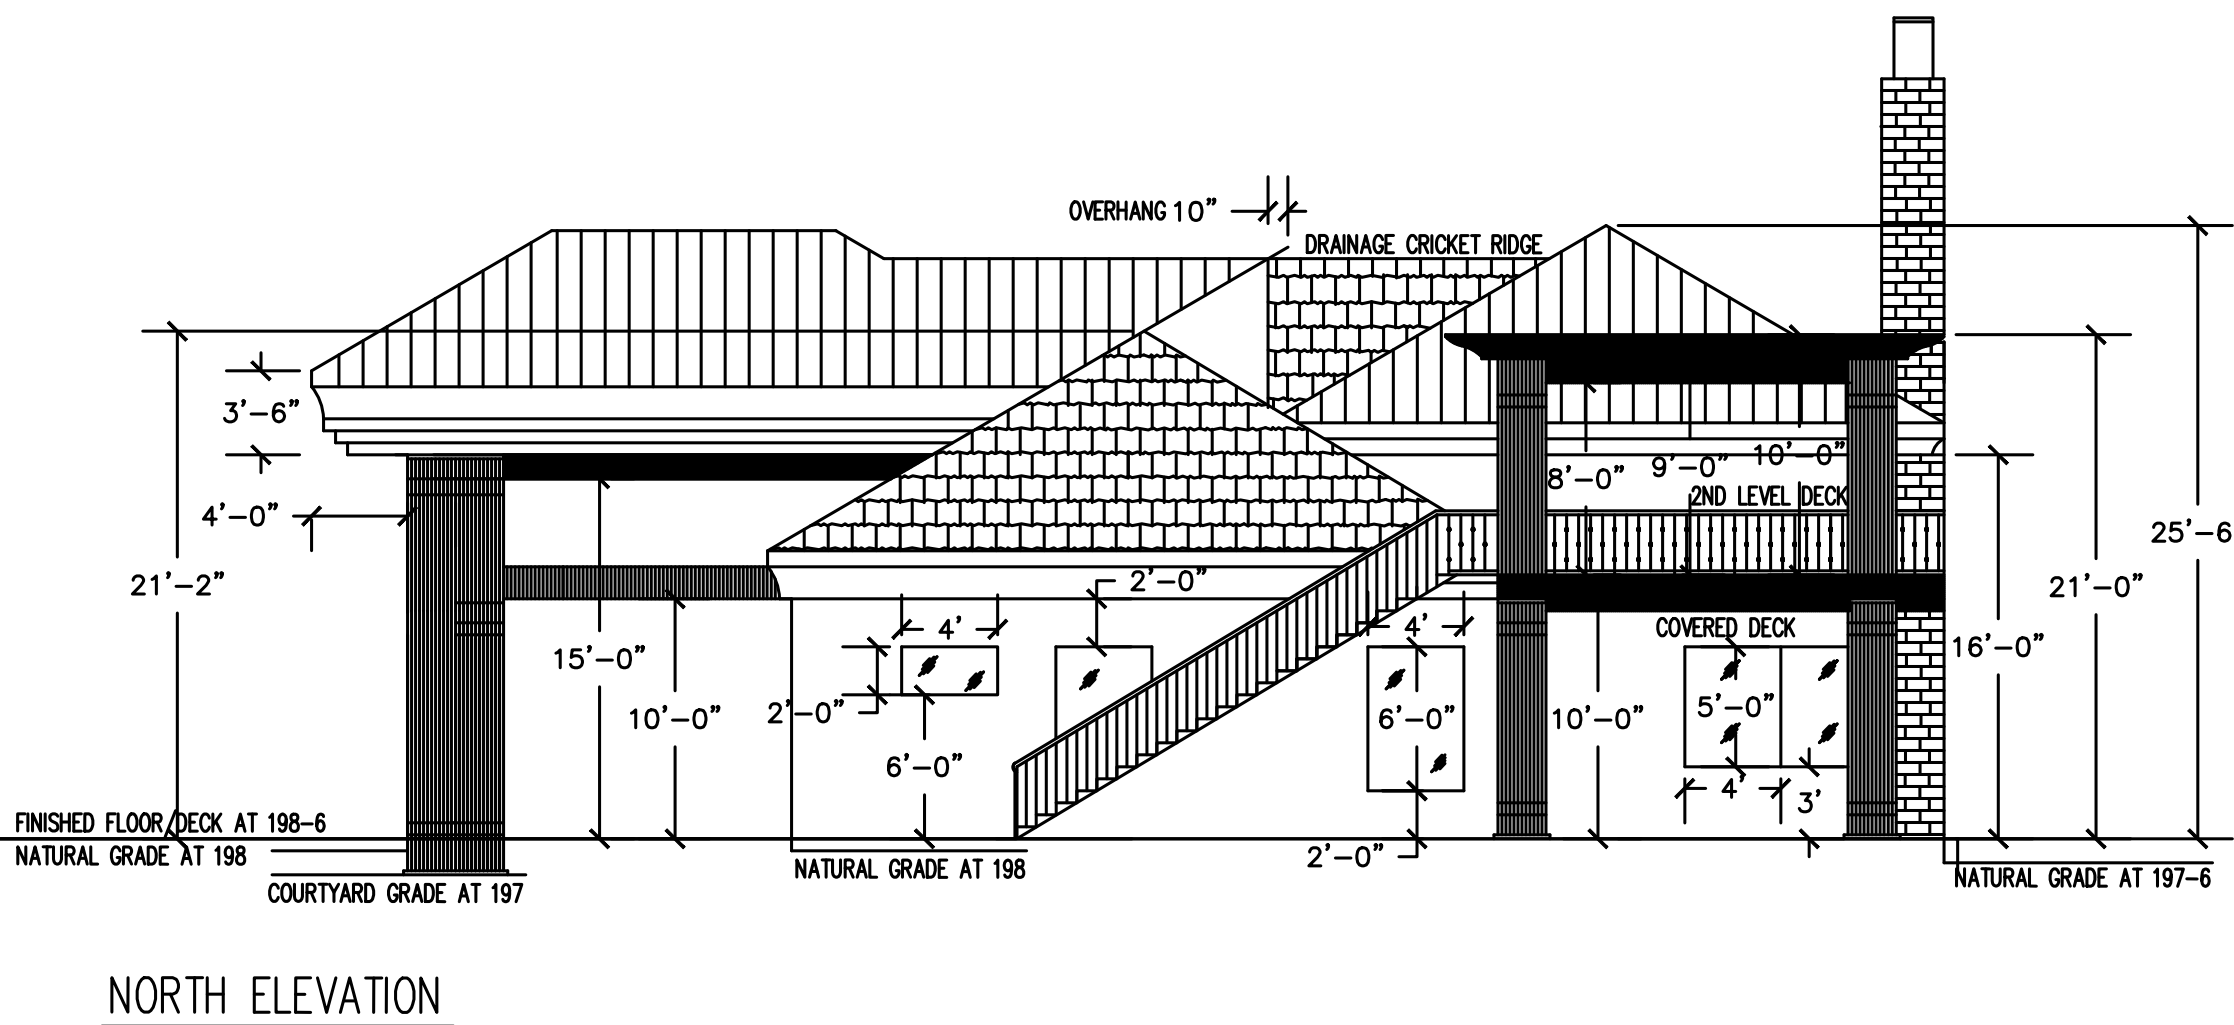 OVERHANG 10"
DRAINAGE CRICKET RIDGE
3'-6"
4'-0"
21'-2"
8'-0"
9'-0"
10'-0"
2ND LEVEL DECK
25'-6
21'-0"
16'-0"
2'-0"
4'
4'
COVERED DECK
15'-0"
10'-0"
2'-0"
6'-0"
6'-0"
10'-0"
5'-0"
4'
3'
FINISHED FLOOR/DECK AT 198-6
NATURAL GRADE AT 198
2'-0"
NATURAL GRADE AT 198
NATURAL GRADE AT 197-6
COURTYARD GRADE AT 197
NORTH ELEVATION